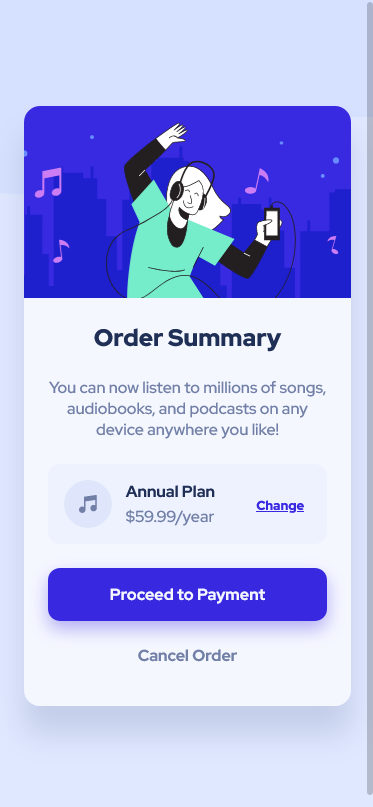 Order Summary
You can now listen to millions of songs,
audiobooks, and podcasts on any
device anywhere you like!
Annual Plan
$59.99/year
Change
Proceed to Payment
Cancel Order